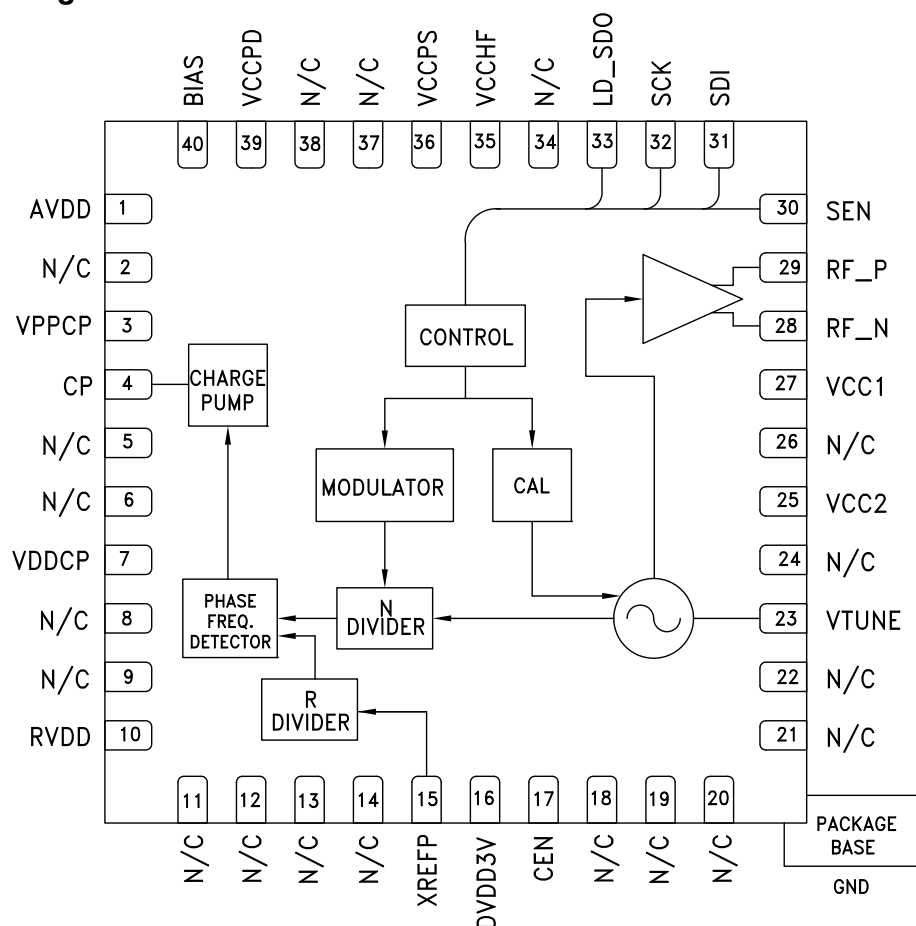 g
BIAS
VCCPD
N/C
N/C
VCCPS
VCCHF
N/C
LD_SDO
SCK
SDI
40
39
38
37
36
35
34
33
32
31
AVDD 1
N/C 2
VPPCP 3
CP 4
N/C 5
N/C 6
VDDCP 7
N/C 8
N/C 9
RVDD 10
30 SEN
29 RF_P
28 RF_N
27 VCC1
26 N/C
25 VCC2
24 N/C
23 VTUNE
22 N/C
21 N/C
CONTROL
CHARGE
PUMP
MODULATOR
CAL
PHASE
FREQ.
DETECTOR
N
DIVIDER
R
DIVIDER
11
12
13
14
15
16
17
18
19
20
N/C
N/C
N/C
N/C
XREFP
DVDD3V
CEN
N/C
N/C
N/C
PACKAGE
BASE
GND